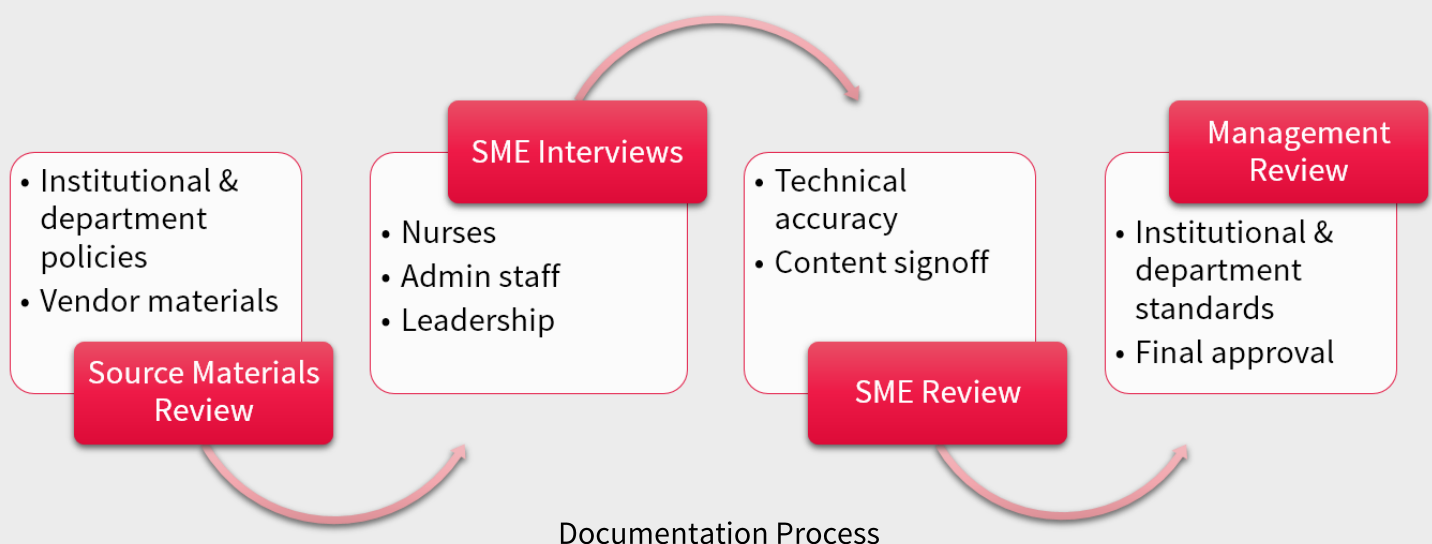 • Institutional &
department
policies
• Vendor materials
Source Materials
Review
SME Interviews
• Nurses
• Admin staff
• Leadership
• Technical
accuracy
• Content signoff
SME Review
Management
Review
• Institutional &
department
standards
• Final approval
Documentation Process